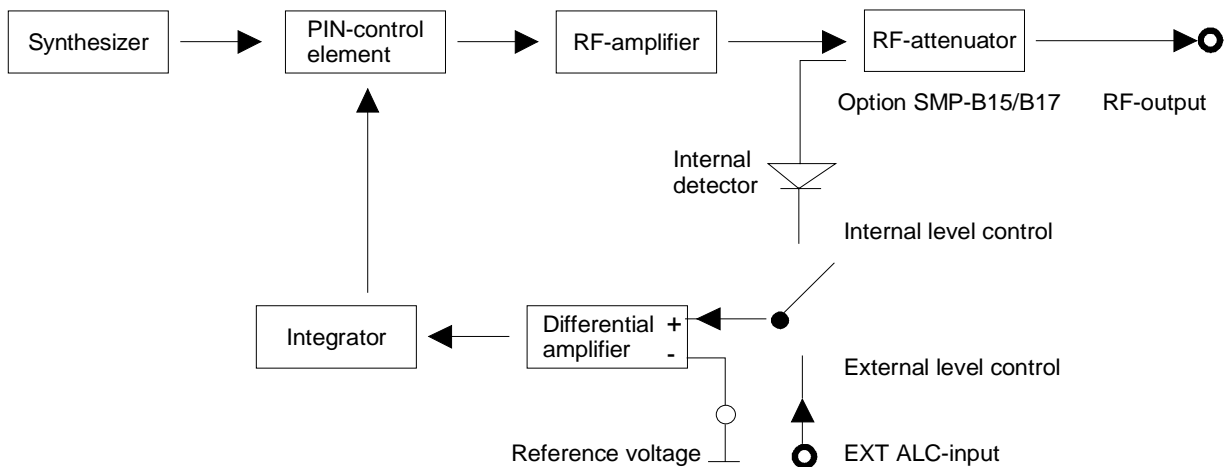 Synthesizer
PIN-control
element
RF-amplifier
RF-attenuator
Option SMP-B15/B17
RF-output
Internal
detector
Internal level control
Integrator
Differential +
amplifier -
External level control
Reference voltage
EXT ALC-input